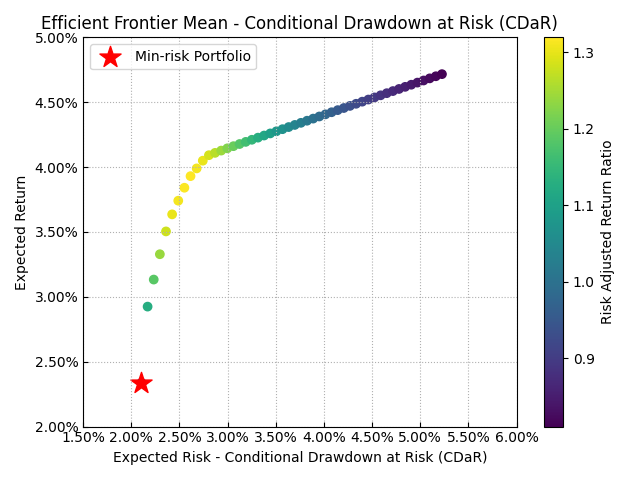 Efficient Frontier Mean - Conditional Drawdown at Risk (CDaR)
Min-risk Portfolio
Expected Return
5.00%
4.50%
4.00%
3.50%
3.00%
2.50%
2.00%
1.50% 2.00% 2.50% 3.00% 3.50% 4.00% 4.50% 5.00% 5.50% 6.00%
Expected Risk - Conditional Drawdown at Risk (CDaR)
1.3
1.2
1.1
1.0
0.9
Risk Adjusted Return Ratio